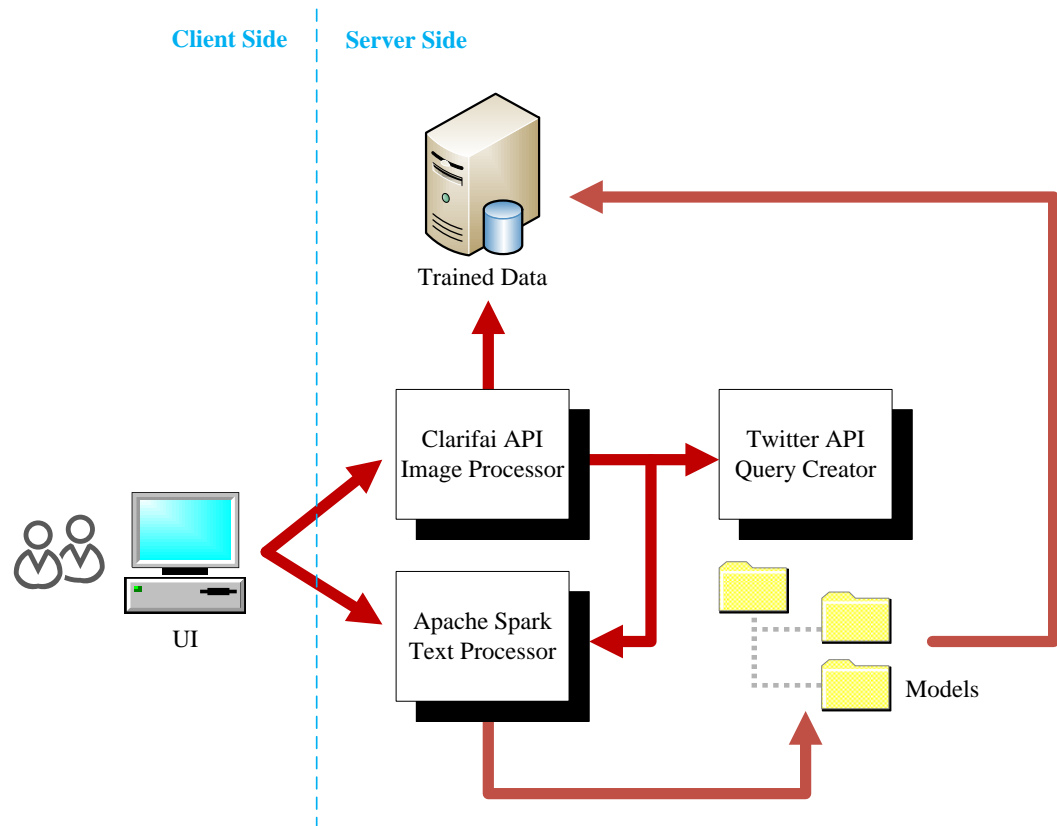 Client Side
Server Side
Trained Data
Clarifai API
Image Processor
Twitter API
Query Creator
UI
Apache Spark
Text Processor
Models